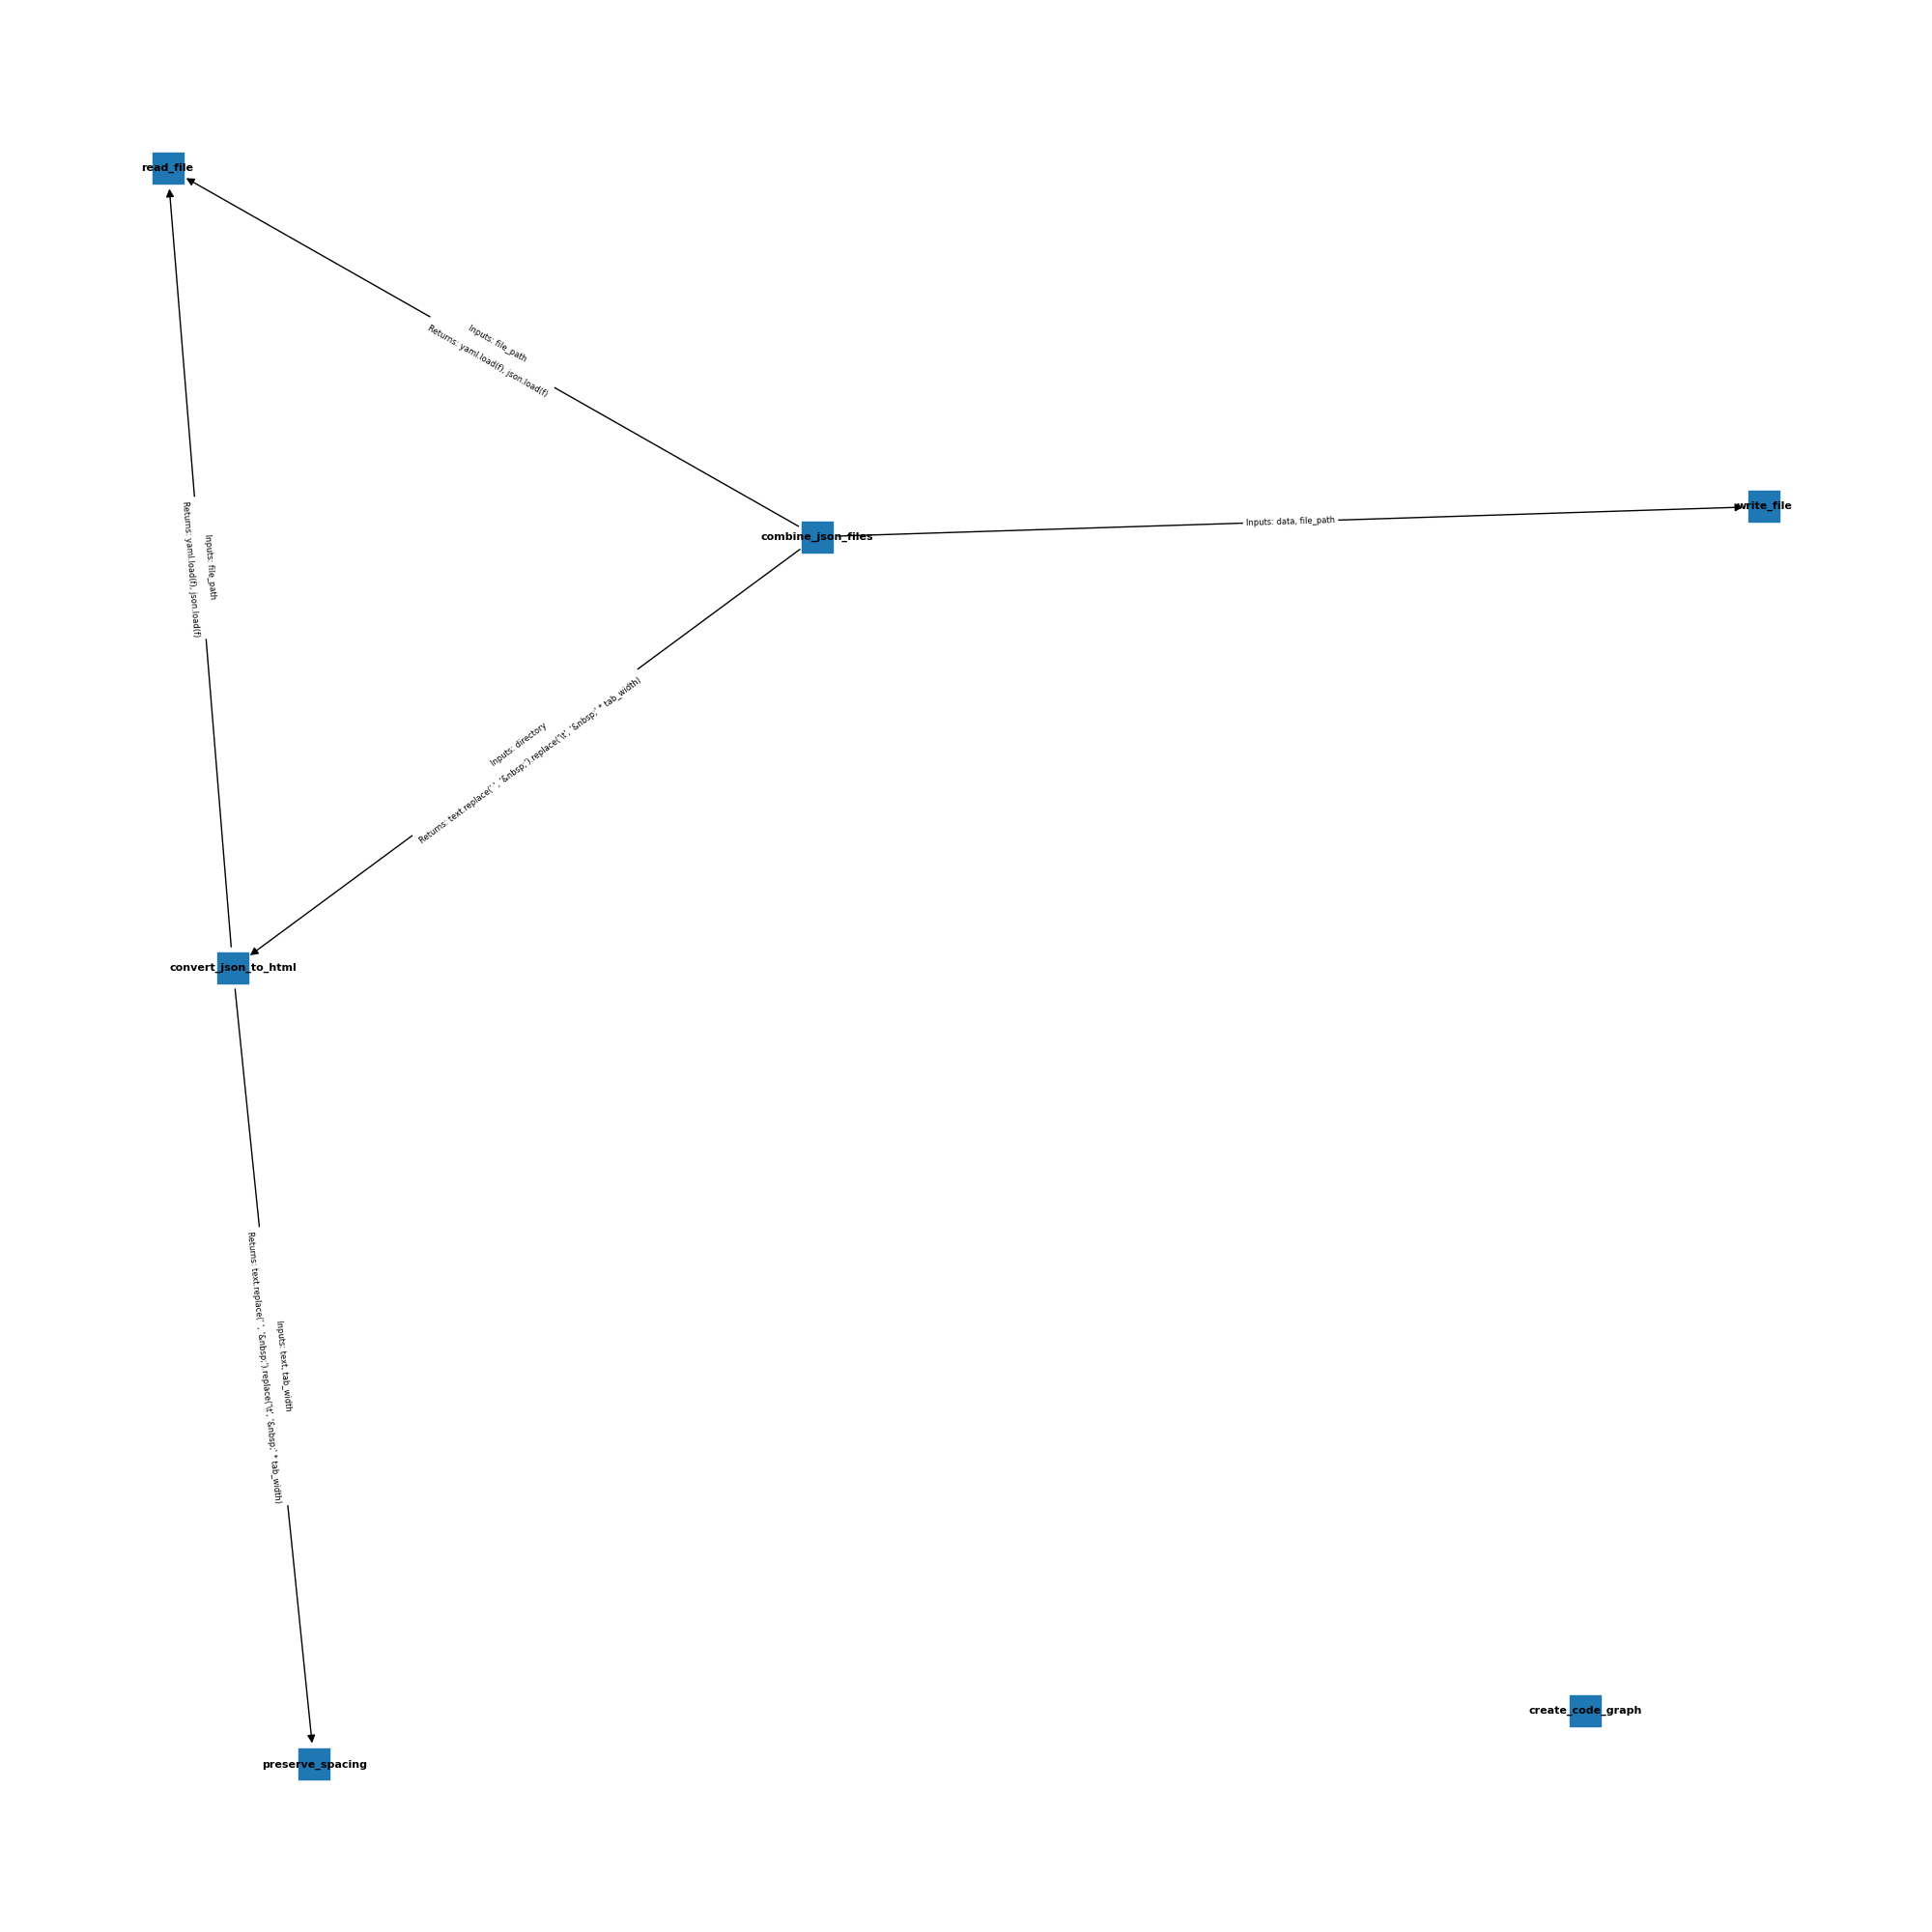 read_file
Inputs: file_path
Returns: yaml.load(f), json.load(f)
write_file
combine_json_files
Inputs: data, file_path
Inputs: file_path
Returns: yaml.load(f), json.load(f)
Inputs: directory
Returns: text.replace(' ', '&nbsp;').replace('\t', '&nbsp;' * tab_width)
convert_json_to_html
Inputs: text, tab_width
Returns: text.replace(' ', '&nbsp;').replace('\t', '&nbsp;' * tab_width)
create_code_graph
preserve_spacing